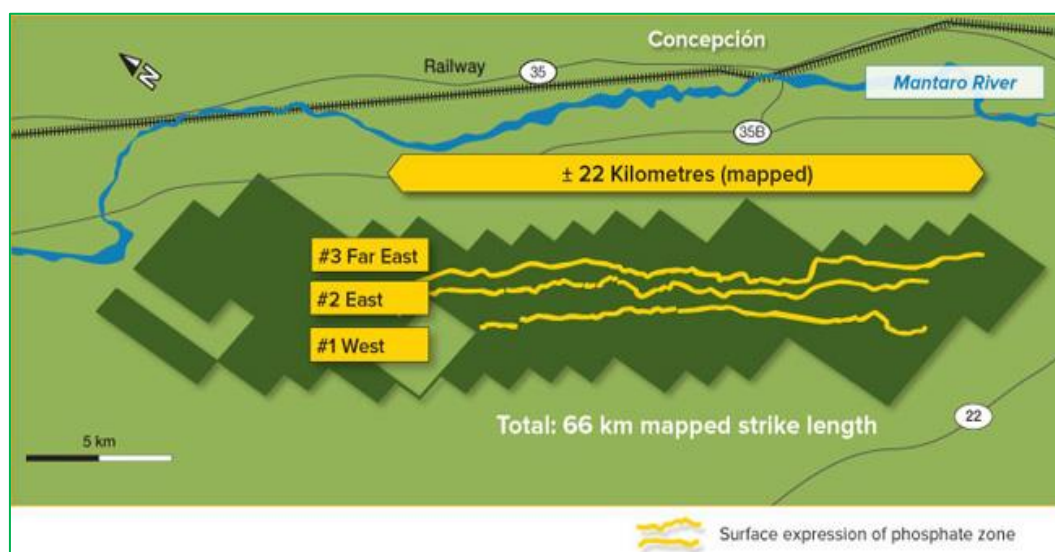 Concepción
N
Railway
35
Mantaro River
35B
± 22 Kilometres (mapped)
#3 Far East
#2 East
#1 West
Total: 66 km mapped strike length
22
5 km
Surface expression of phosphate zone